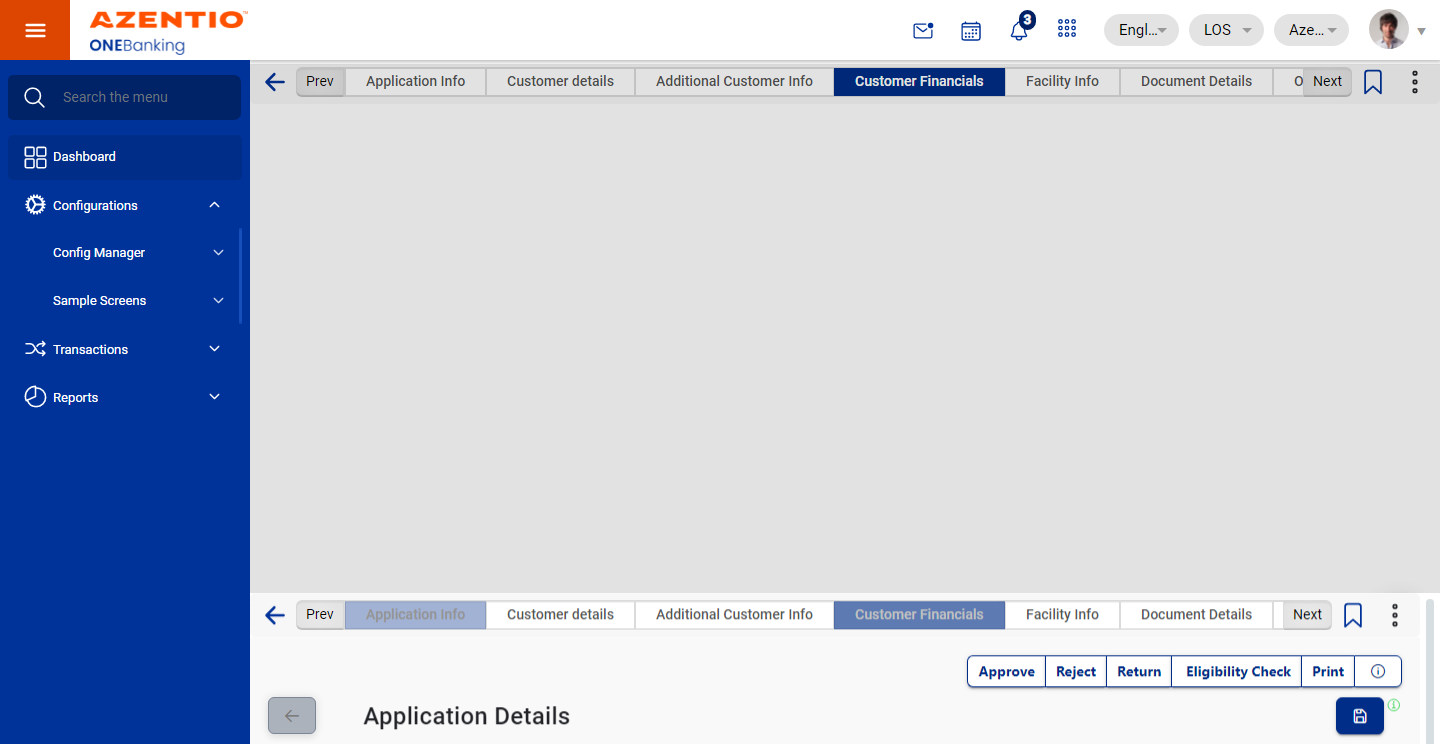 AZENTIO™
ONEBanking
3
Engl...
LOS
Aze...
Search the menu
Dashboard
Configurations
Config Manager
Sample Screens
Transactions
Reports
Prev Application Info Customer details Additional Customer Info Customer Financials Facility Info Document Details O Next
Prev Application Info Customer details Additional Customer Info Customer Financials Facility Info Document Details Next
Approve Reject Return Eligibility Check Print
Application Details